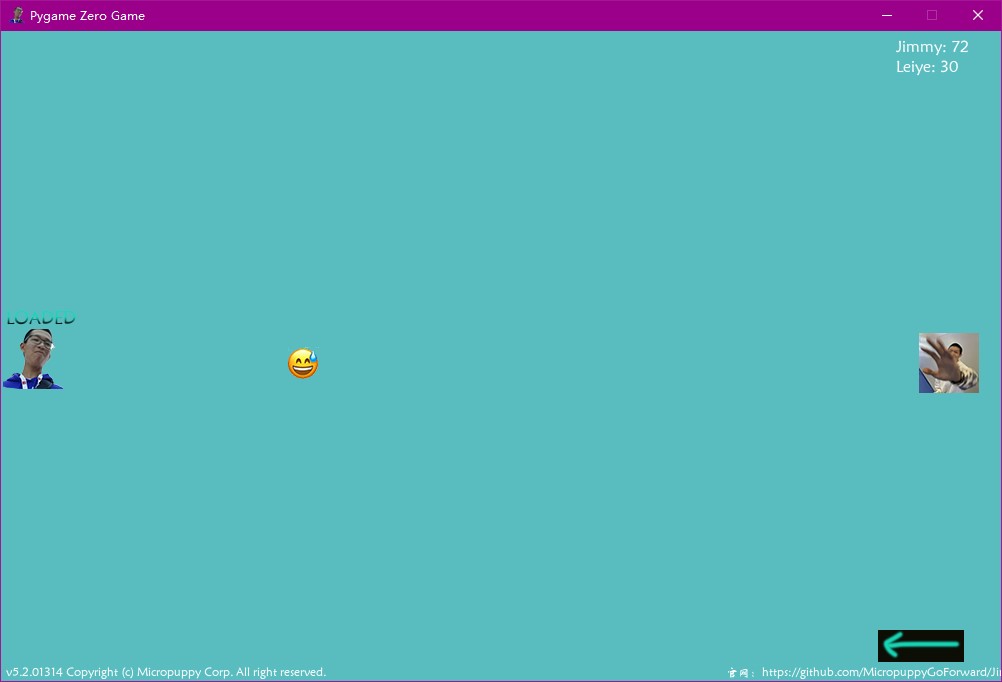 Pygame Zero Game
Jimmy: 72
Leiye: 30
LOADED
v5.2.01314 Copyright (c) Micropuppy Corp. All right reserved.
官网：https://github.com/MicropuppyGoForward/Ji